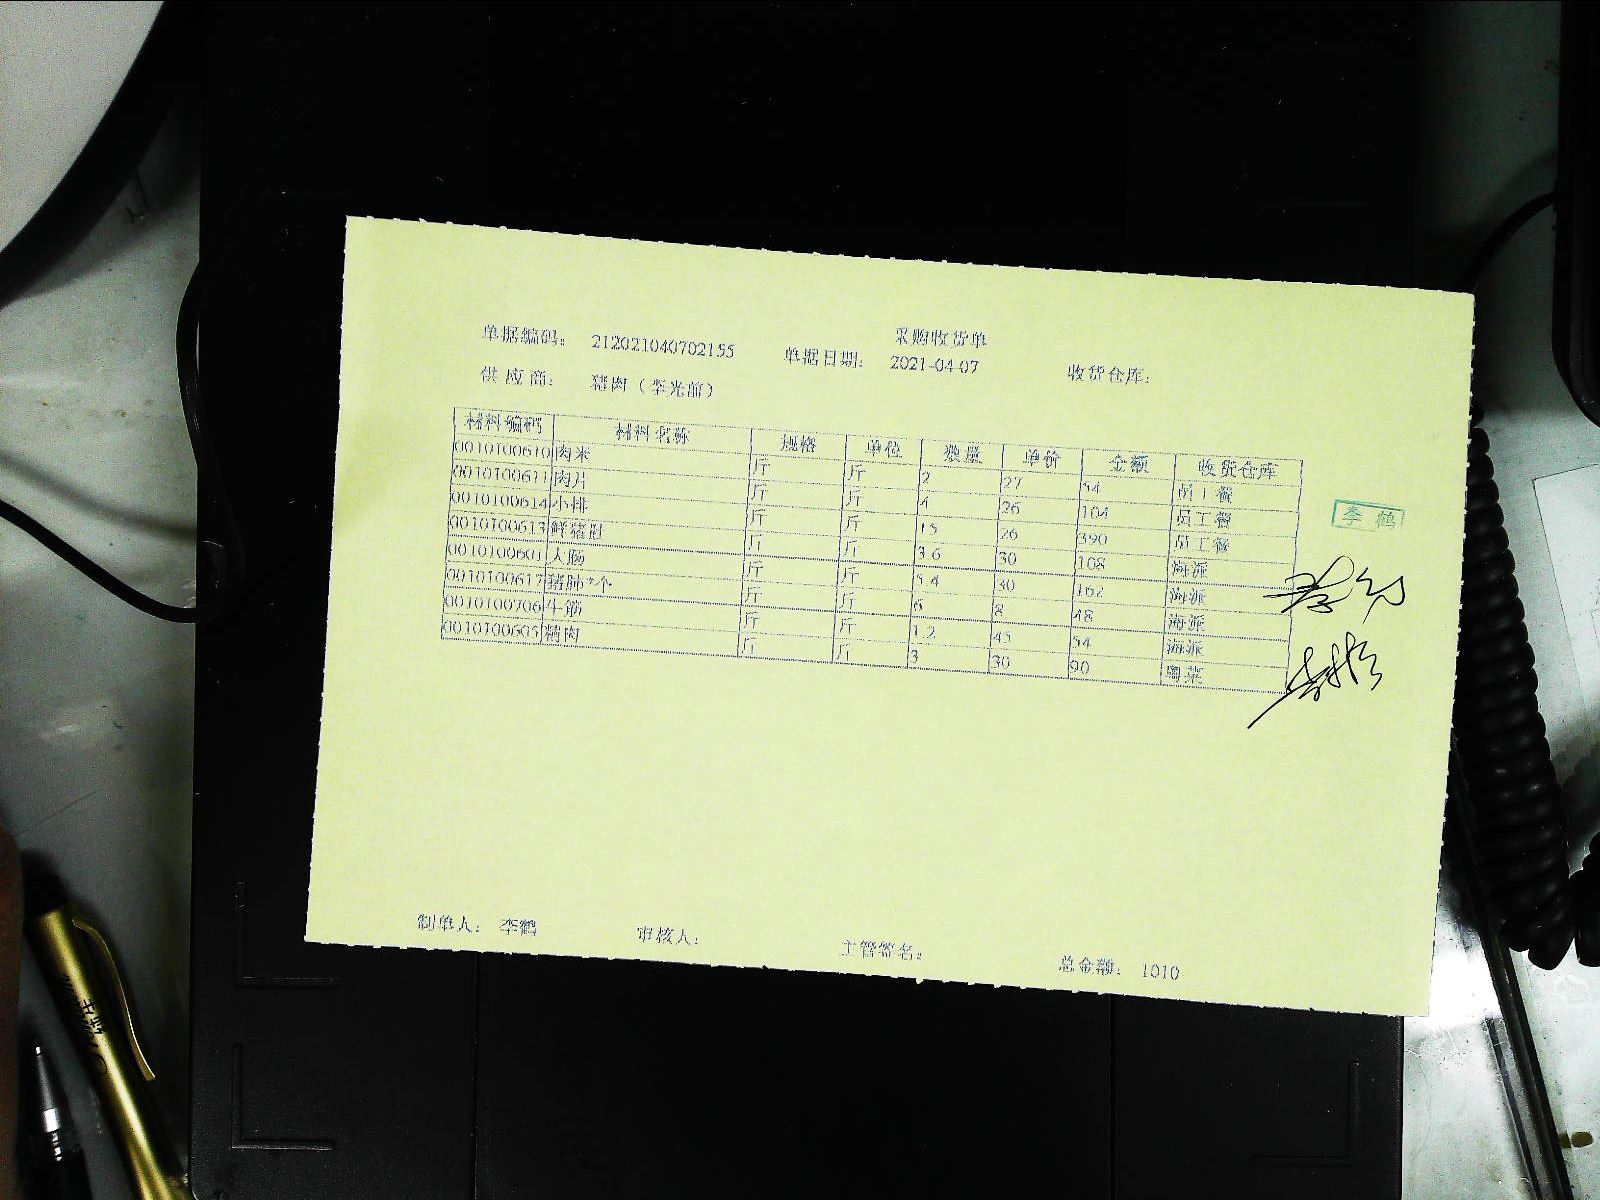 采购收货单
单据编码： 212021040702155 单据日期： 2021-04-07 收货仓库：
供应商： 猪肉（李光前）
材料编码 材料名称 规格 单位 数量 单价 金额 收货仓库
0010100610 肉米 斤 斤 2 27 54 员工餐
0010100611 肉片 斤 斤 4 26 104 员工餐
0010100614 小排 斤 斤 15 26 390 员工餐
0010100613 鲜猪肚 斤 斤 3.6 30 108 海派
0010100601 大肠 斤 斤 5.4 30 162 海派
0010100617 猪肺*个 斤 斤 6 8 48 海派
0010100706 牛筋 斤 斤 1.2 45 54 海派
0010100605 精肉 斤 斤 3 30 90 粤菜
李鹤
制单人： 李鹤 审核人： 主管签名： 总金额： 1010